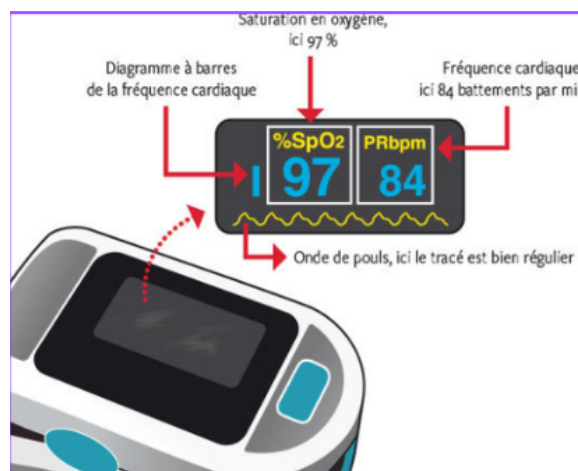 Saturation en oxygène,
ici 97 %
Diagramme à barres
de la fréquence cardiaque
Fréquence cardiaque
ici 84 battements par
%SpO2
PRbpm
97
84
Onde de pouls, ici le tracé est bien régulier